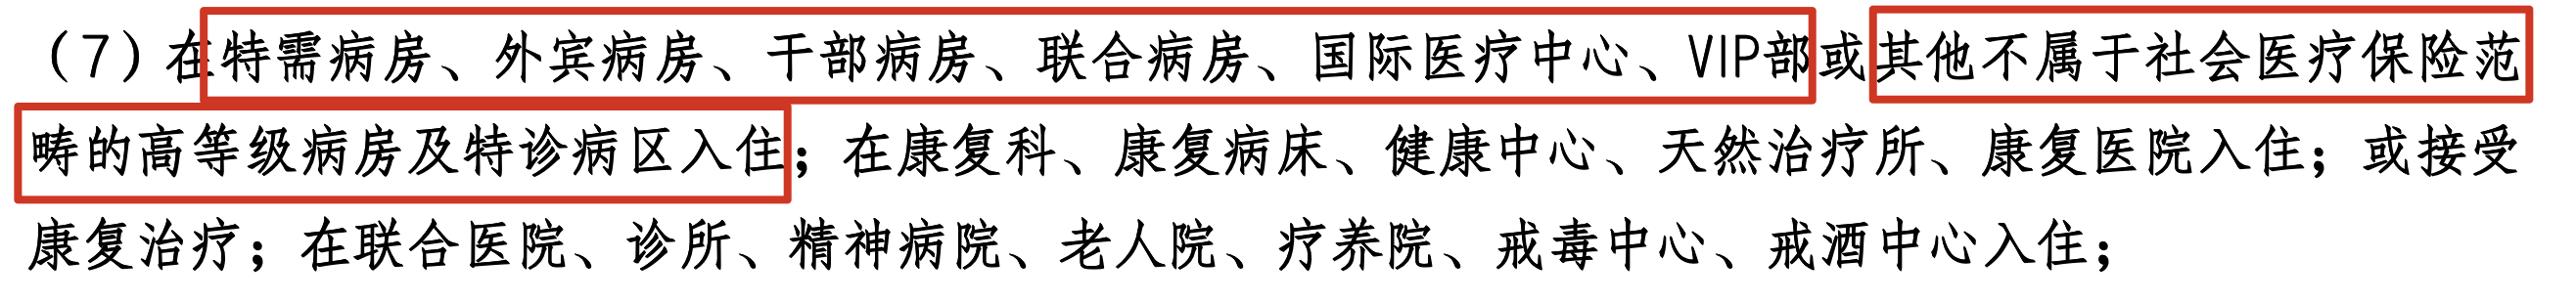 （7）在特需病房、外宾病房、干部病房、联合病房、国际医疗中心、VIP部或其他不属于社会医疗保险范
畴的高等级病房及特诊病区入住；在康复科、康复病床、健康中心、天然治疗所、康复医院入住；或接受
康复治疗；在联合医院、诊所、精神病院、老人院、疗养院、戒毒中心、戒酒中心入住；